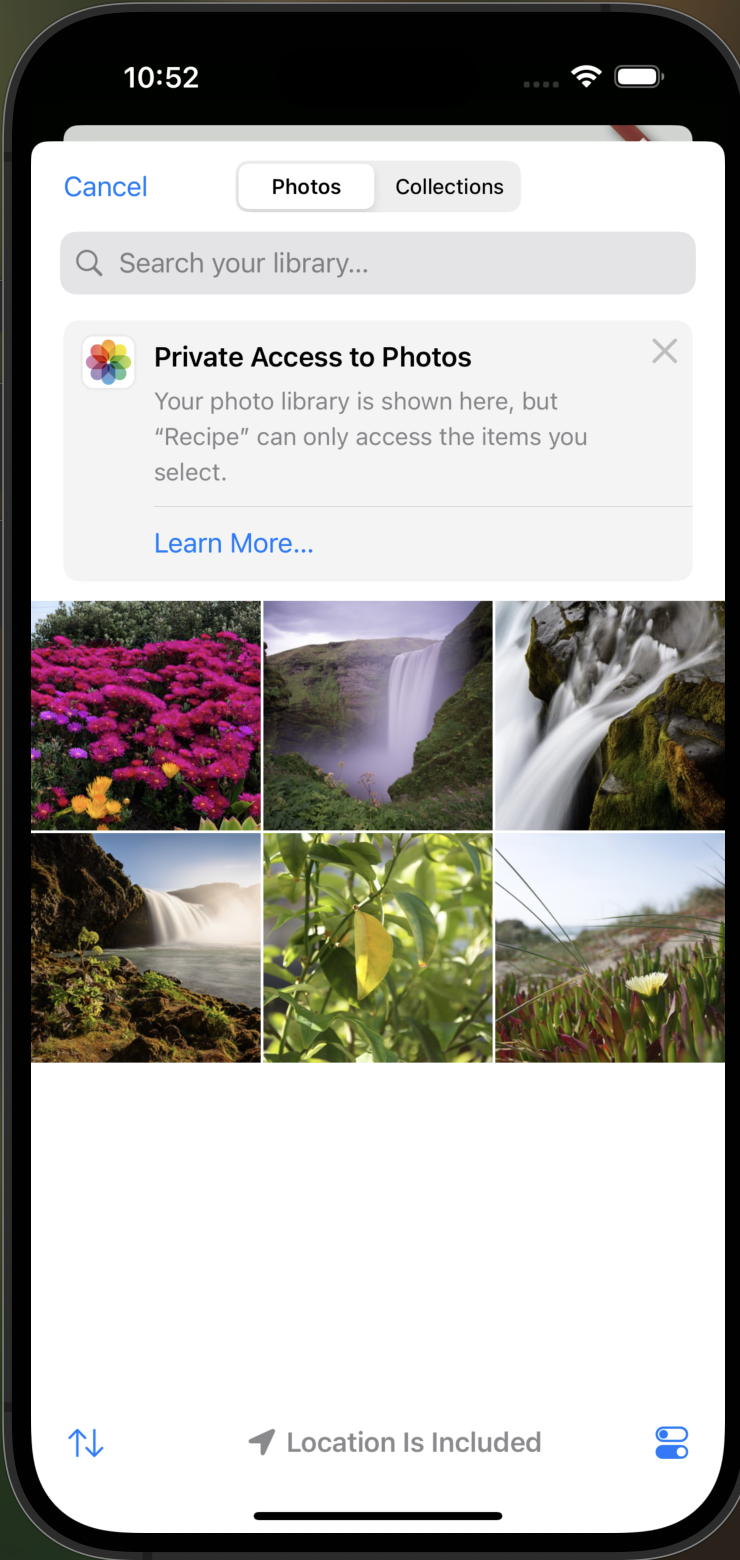 10:52
Cancel
Photos
Collections
Search your library...
Private Access to Photos
Your photo library is shown here, but
“Recipe” can only access the items you
select.
Learn More...
Location Is Included